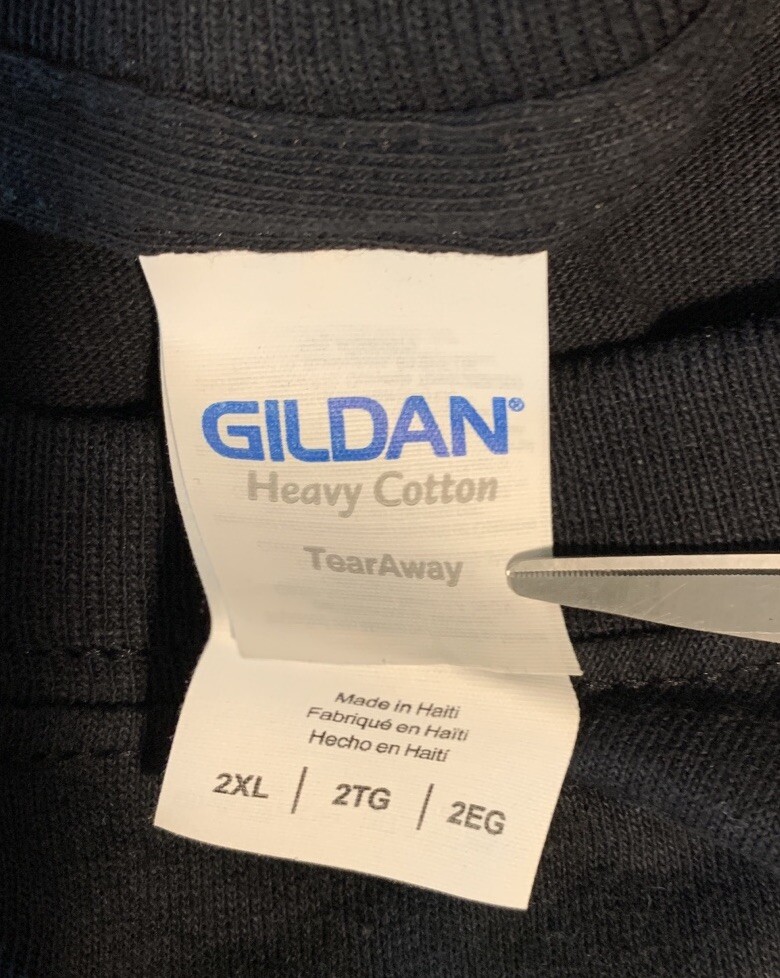 GILDAN®
Heavy Cotton
TearAway
Made in Haiti
Fabriqué en Haïti
Hecho en Haití
2XL | 2TG | 2EG